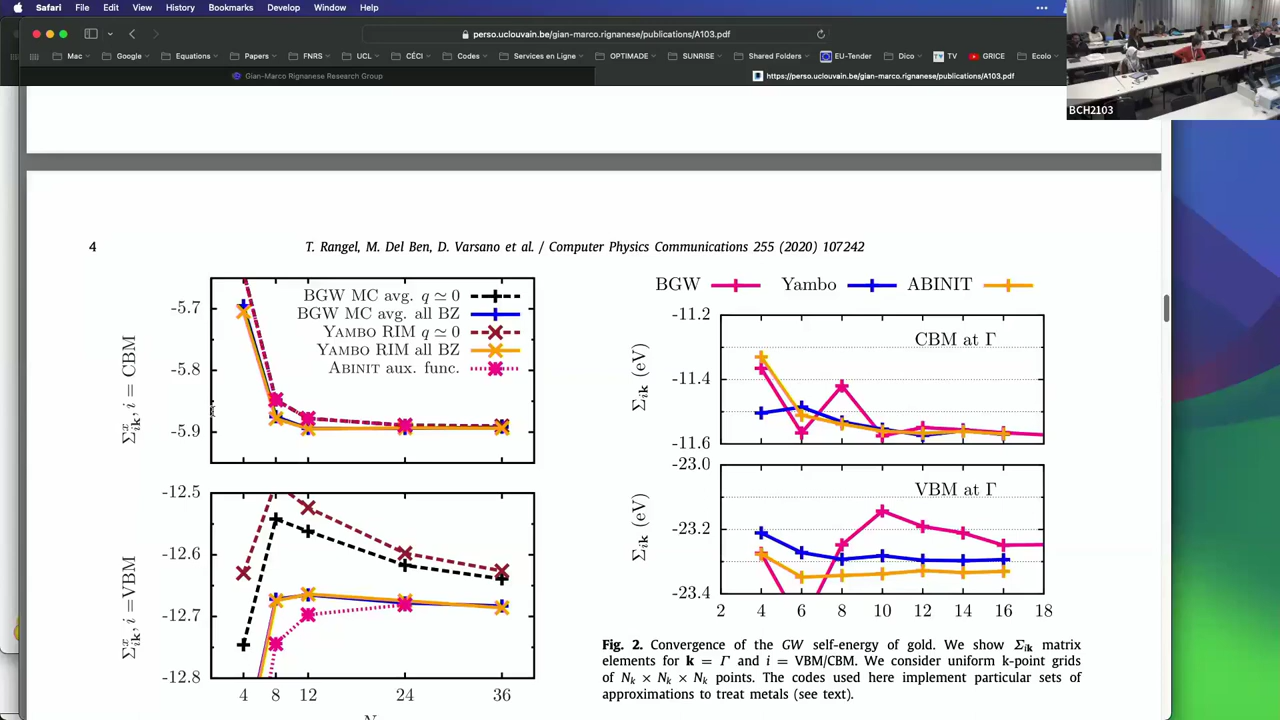 Safari File Edit View History Bookmarks Develop Window Help
perso.uclouvain.be/gian-marco.rignanese/publications/A103.pdf
Mac Google Equations Papers FNRS UCL CÉCI Codes Services en Ligne OPTIMADE SUNRISE Shared Folders EU-Tender Dico TV TV GRICE Ecolo
Gian-Marco Rignanese Research Group
https://perso.uclouvain.be/gian-marco.rignanese/publications/A103.pdf
BCH2103
4
T. Rangel, M. Del Ben, D. Varsano et al. / Computer Physics Communications 255 (2020) 107242
BGW MC avg. q ≃ 0
BGW MC avg. all BZ
YAMBO RIM q ≃ 0
YAMBO RIM all BZ
ABINIT aux. func.
-5.7
-5.8
-5.9
Σˣᵢₖ, i = CBM
-12.5
-12.6
-12.7
-12.8
Σˣᵢₖ, i =VBM
4 8 12 24 36
BGW Yambo ABINIT
-11.2
-11.4
-11.6
CBM at Γ
Σᵢₖ (eV)
-23.0
-23.2
-23.4
VBM at Γ
Σᵢₖ (eV)
2 4 6 8 10 12 14 16 18
Fig. 2. Convergence of the GW self-energy of gold. We show Σᵢₖ matrix
elements for k = Γ and i = VBM/CBM. We consider uniform k-point grids
of Nₖ × Nₖ × Nₖ points. The codes used here implement particular sets of
approximations to treat metals (see text).